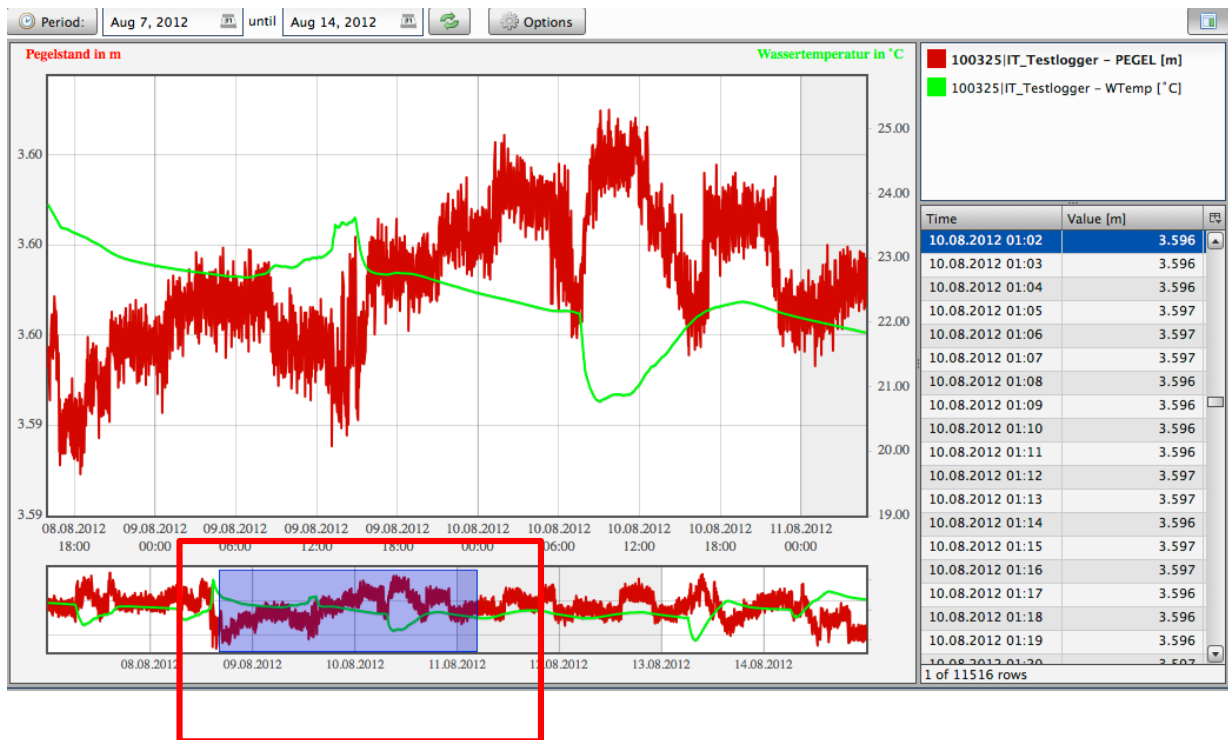 Period: Aug 7, 2012 31 until Aug 14, 2012 31 Options
Pegelstand in m Wassertemperatur in ˚C
3.60
3.60
3.60
3.59
3.59
25.00
24.00
23.00
22.00
21.00
20.00
19.00
08.08.2012 09.08.2012 09.08.2012 09.08.2012 09.08.2012 10.08.2012 10.08.2012 10.08.2012 10.08.2012 11.08.2012
18:00 00:00 06:00 12:00 18:00 00:00 06:00 12:00 18:00 00:00
08.08.2012 09.08.2012 10.08.2012 11.08.2012 12.08.2012 13.08.2012 14.08.2012
100325|IT_Testlogger - PEGEL [m]
100325|IT_Testlogger - WTemp [˚C]
Time Value [m]
10.08.2012 01:02 3.596
10.08.2012 01:03 3.596
10.08.2012 01:04 3.596
10.08.2012 01:05 3.597
10.08.2012 01:06 3.597
10.08.2012 01:07 3.597
10.08.2012 01:08 3.596
10.08.2012 01:09 3.596
10.08.2012 01:10 3.596
10.08.2012 01:11 3.596
10.08.2012 01:12 3.597
10.08.2012 01:13 3.597
10.08.2012 01:14 3.596
10.08.2012 01:15 3.597
10.08.2012 01:16 3.597
10.08.2012 01:17 3.596
10.08.2012 01:18 3.596
10.08.2012 01:19 3.596
10.08.2012 01:20 3.597
1 of 11516 rows